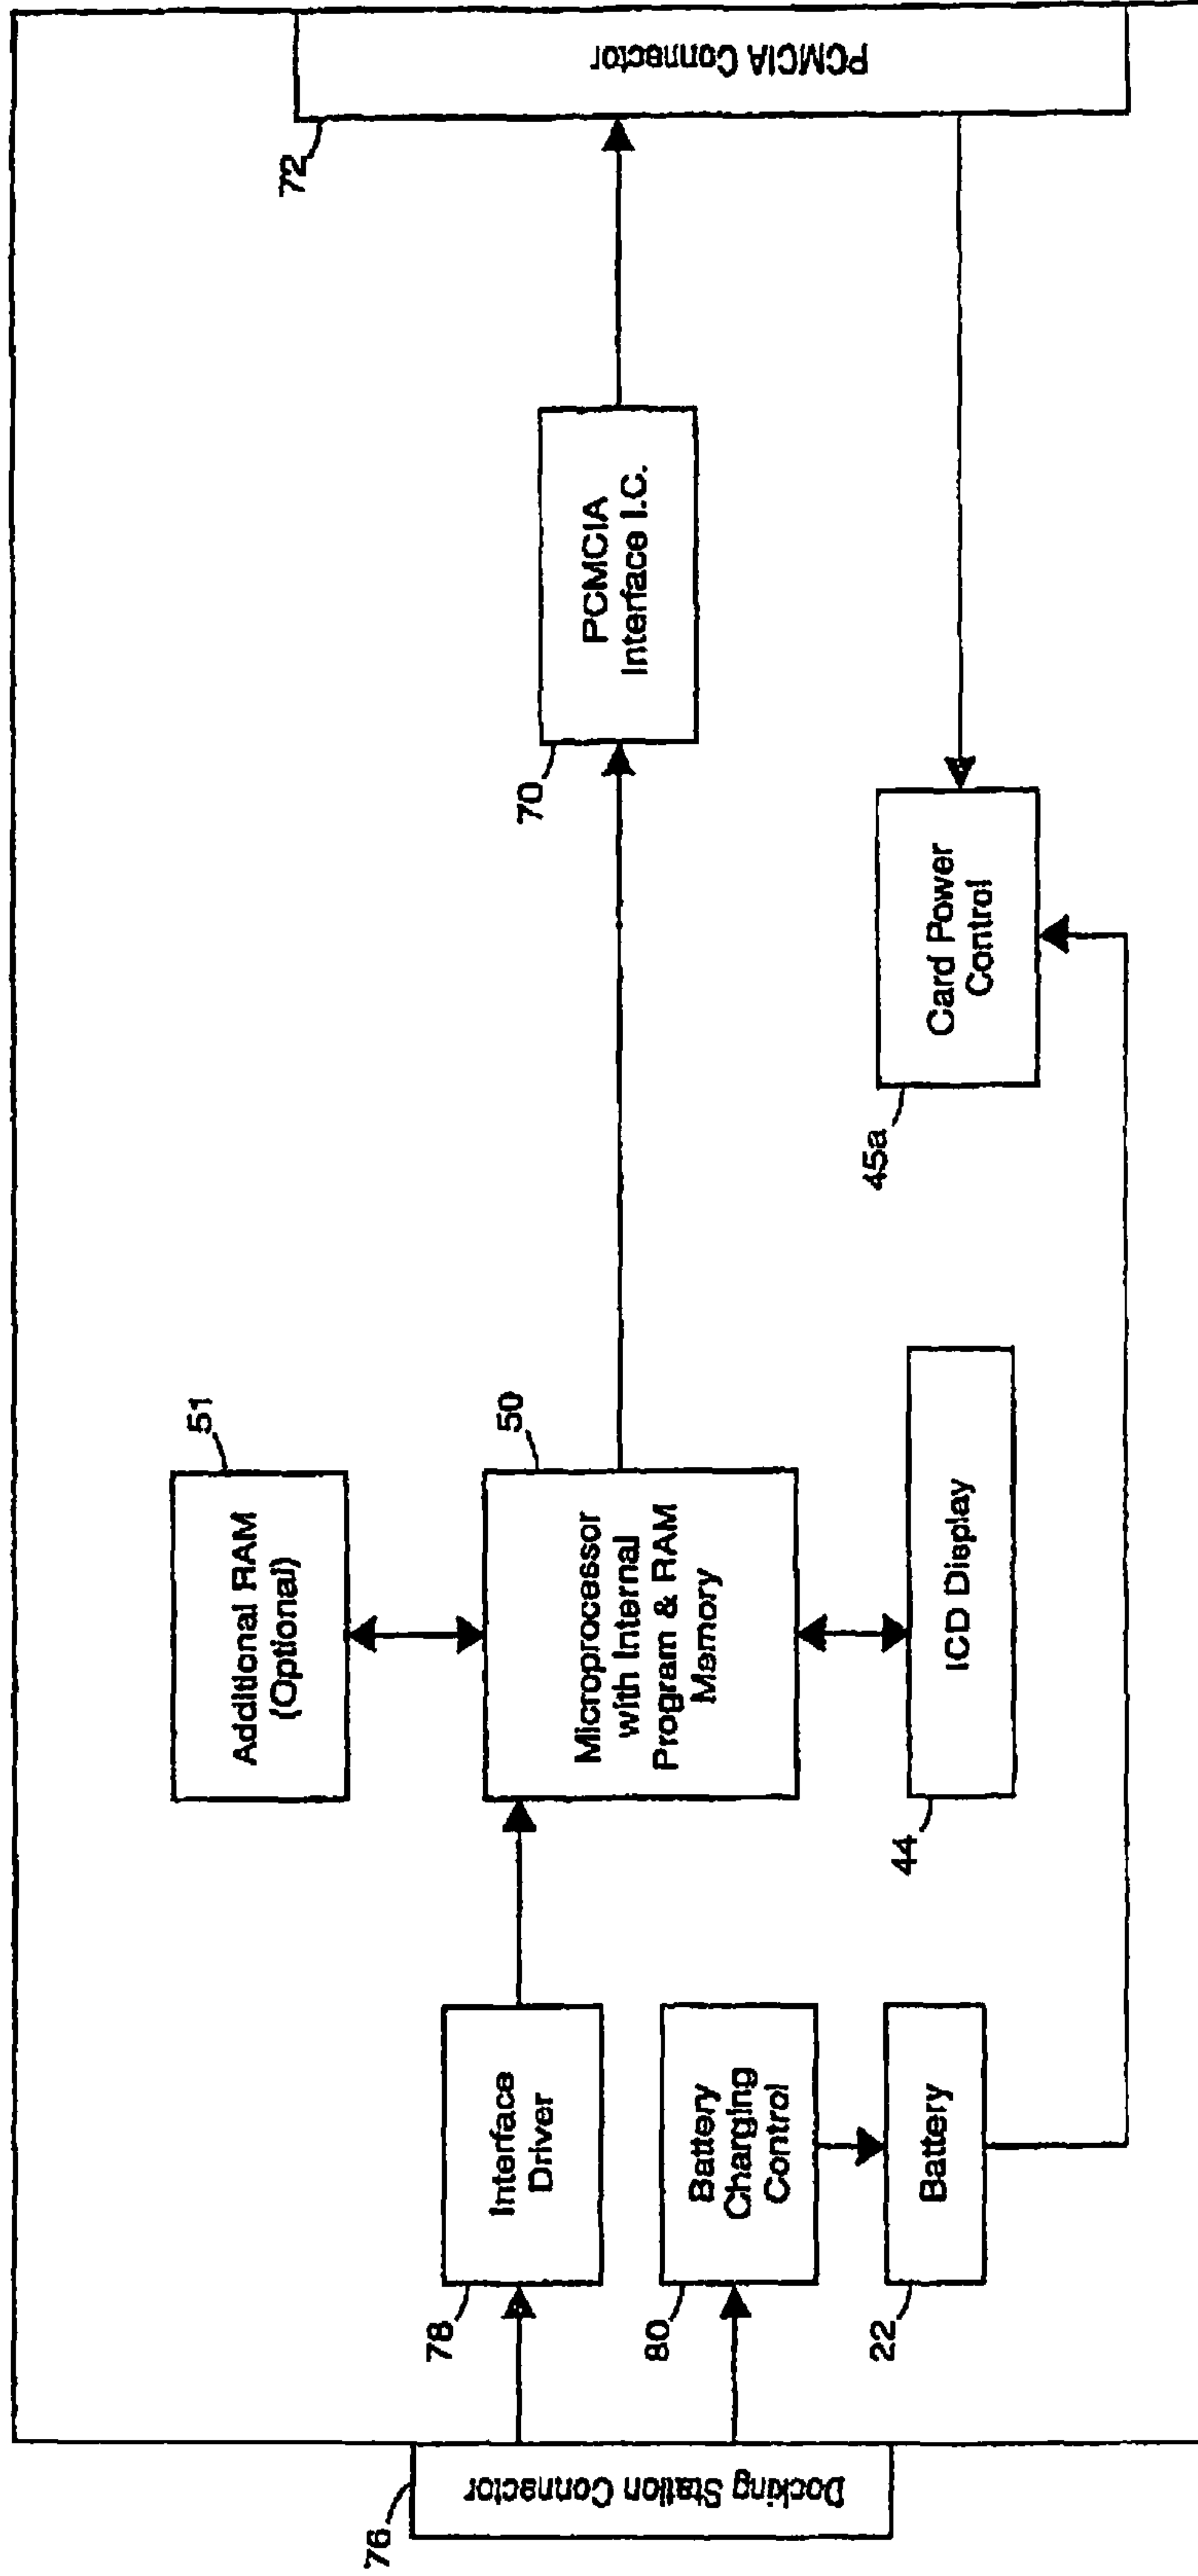 72
PCMCIA Connector
70
PCMCIA
Interface I.C.
45a
Card Power
Control
51
Additional RAM
(Optional)
50
Microprocessor
with Internal
Program & RAM
Memory
44
ICD Display
78
Interface
Driver
80
Battery
Charging
Control
22
Battery
76
Docking Station Connector